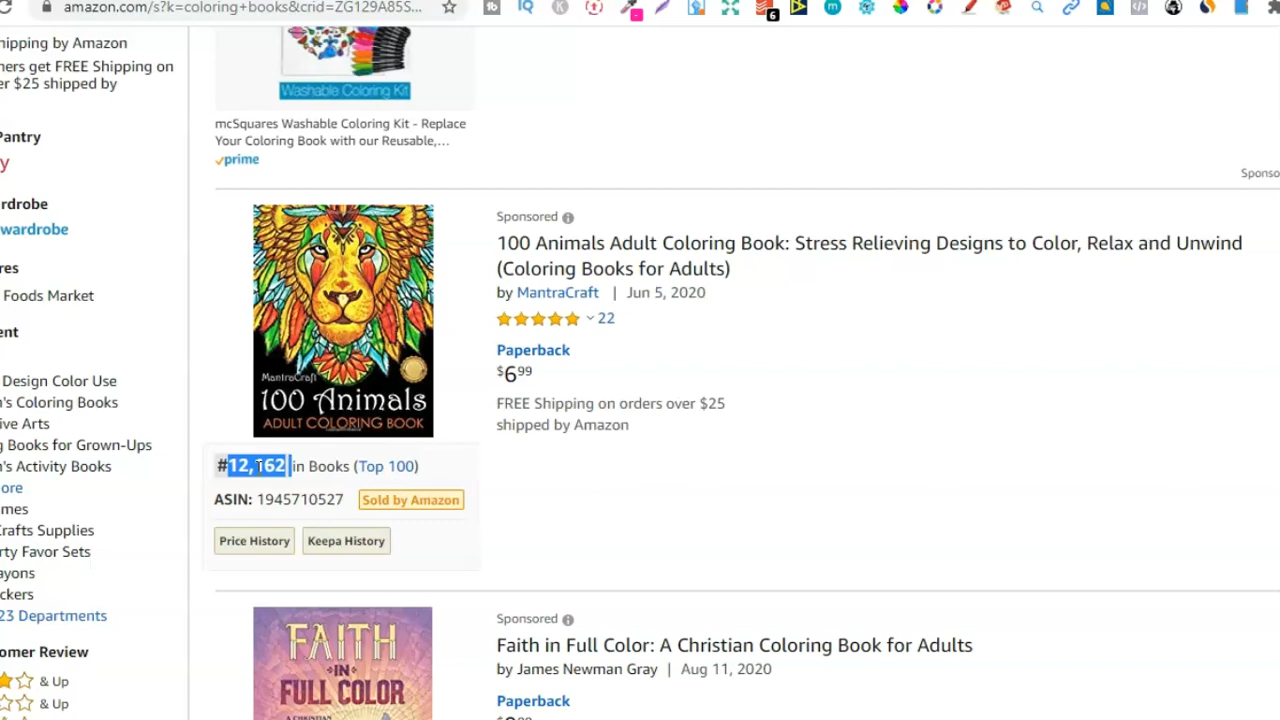 amazon.com/s?k=coloring+books&crid=ZG129A85S...
6
hipping by Amazon
ners get FREE Shipping on
er $25 shipped by
Pantry
y
rdrobe
wardrobe
res
Foods Market
ent
Design Color Use
n's Coloring Books
ive Arts
g Books for Grown-Ups
n's Activity Books
ore
mes
Crafts Supplies
rty Favor Sets
ayons
ckers
23 Departments
omer Review
& Up
& Up
Washable Coloring Kit
mcSquares Washable Coloring Kit - Replace
Your Coloring Book with our Reusable,...
prime
Sponso
MantraCraft
100 Animals
ADULT COLORING BOOK
Sponsored
100 Animals Adult Coloring Book: Stress Relieving Designs to Color, Relax and Unwind
(Coloring Books for Adults)
by MantraCraft | Jun 5, 2020
22
Paperback
$6 99
FREE Shipping on orders over $25
shipped by Amazon
#12,162 in Books (Top 100)
ASIN: 1945710527 Sold by Amazon
Price History Keepa History
FAITH
IN
FULL COLOR
A CHRISTIAN
Sponsored
Faith in Full Color: A Christian Coloring Book for Adults
by James Newman Gray | Aug 11, 2020
Paperback